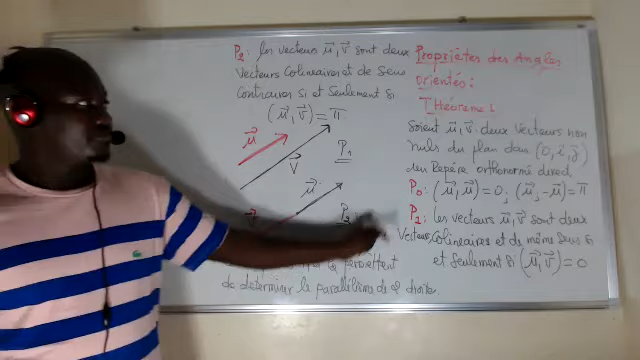 Propriétés des Angles
orientés:
Théorème 1
Soient u⃗, v⃗ deux vecteurs non
nuls du plan dans (O, i⃗, j⃗)
un Repère orthonormé direct
P₀: (u⃗, u⃗) = 0, (u⃗, -u⃗) = π
P₁: les vecteurs u⃗, v⃗ sont deux
Vecteurs Colinéaires et de même Sens si
et Seulement Si (u⃗, v⃗) = 0
P₂: les vecteurs u⃗, v⃗ sont deux
Vecteurs Colinéaires et de Sens
Contraires si et Seulement si
(u⃗, v⃗) = π
u⃗
P₁
v⃗
u⃗
v⃗
P₂
permettent
de déterminer le parallélisme de 2 droites.